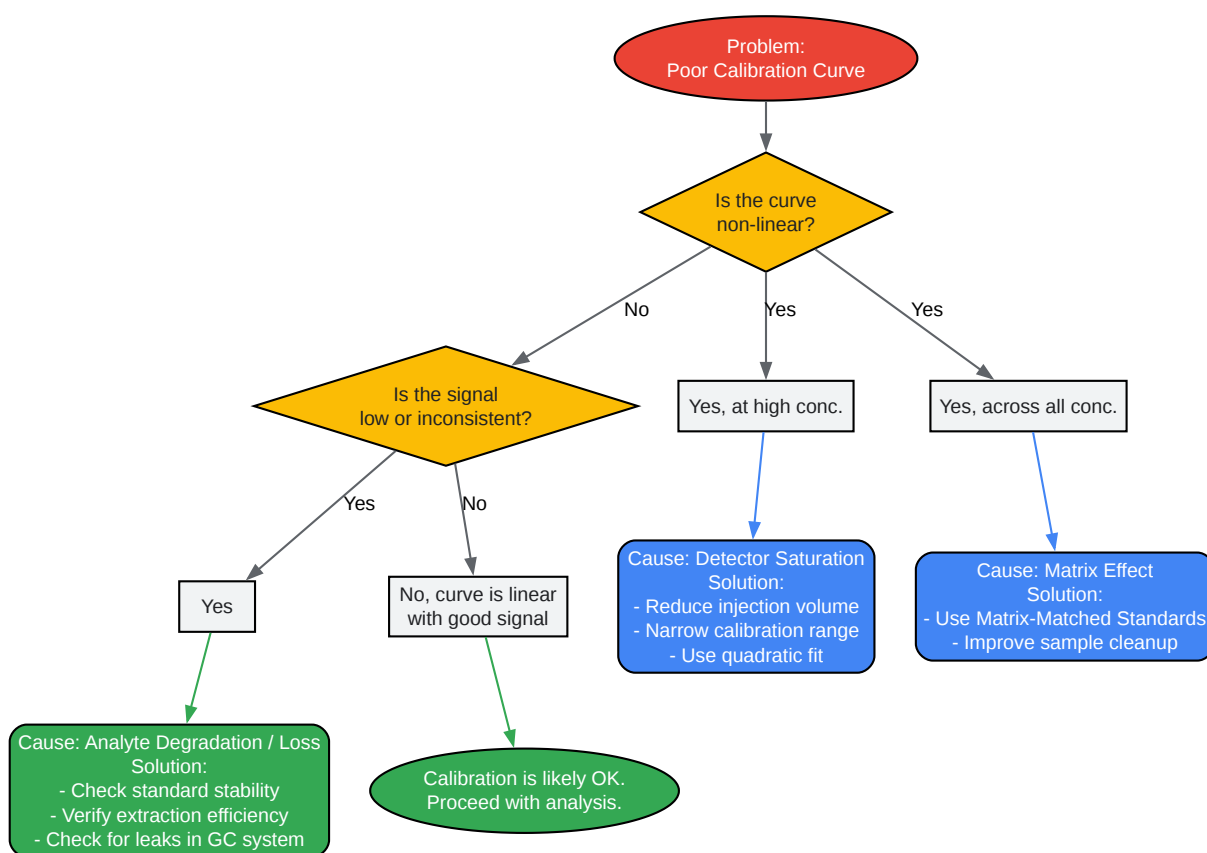 Problem:
Poor Calibration Curve
Is the curve
non-linear?
No
Yes
Yes
Is the signal
low or inconsistent?
Yes, at high conc.
Yes, across all conc.
Yes
No
Yes
No, curve is linear
with good signal
Cause: Detector Saturation
Solution:
- Reduce injection volume
- Narrow calibration range
- Use quadratic fit
Cause: Matrix Effect
Solution:
- Use Matrix-Matched Standards
- Improve sample cleanup
Cause: Analyte Degradation / Loss
Solution:
- Check standard stability
- Verify extraction efficiency
- Check for leaks in GC system
Calibration is likely OK.
Proceed with analysis.